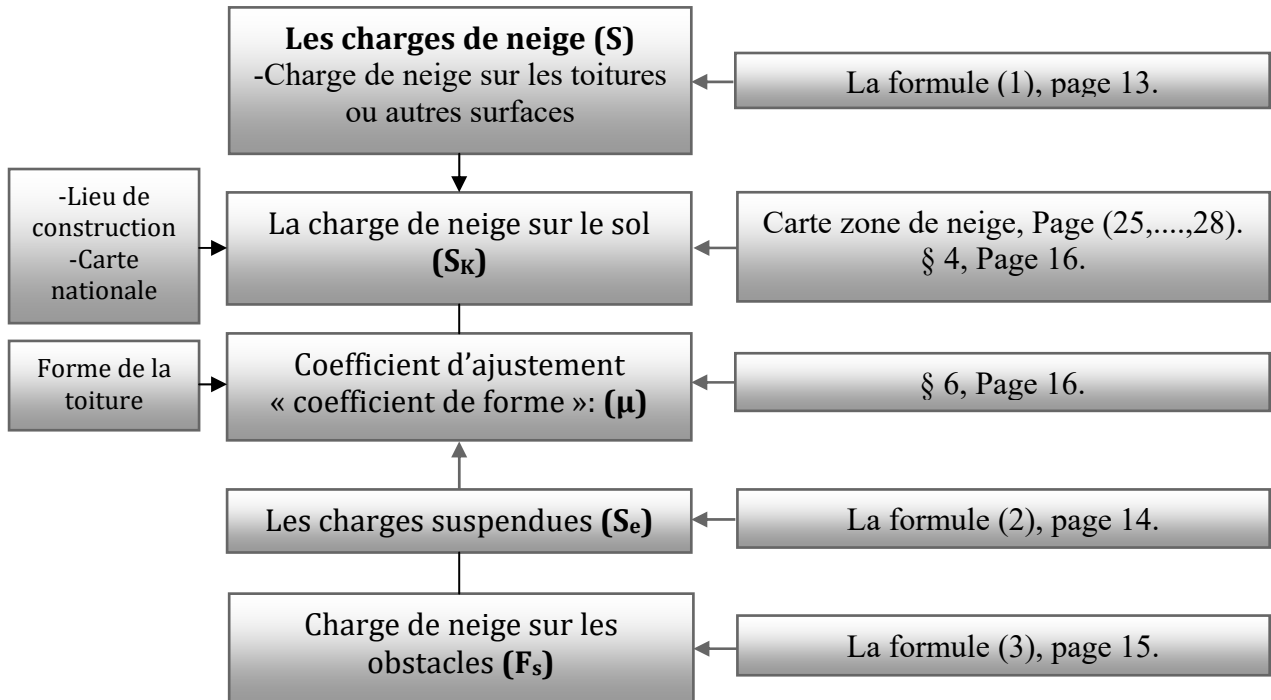 Les charges de neige (S)
-Charge de neige sur les toitures
ou autres surfaces
La formule (1), page 13.
-Lieu de
construction
-Carte
nationale
La charge de neige sur le sol
(SK)
Carte zone de neige, Page (25,....,28).
§ 4, Page 16.
Forme de la
toiture
Coefficient d’ajustement
« coefficient de forme »: (µ)
§ 6, Page 16.
Les charges suspendues (Se)
La formule (2), page 14.
Charge de neige sur les
obstacles (Fs)
La formule (3), page 15.